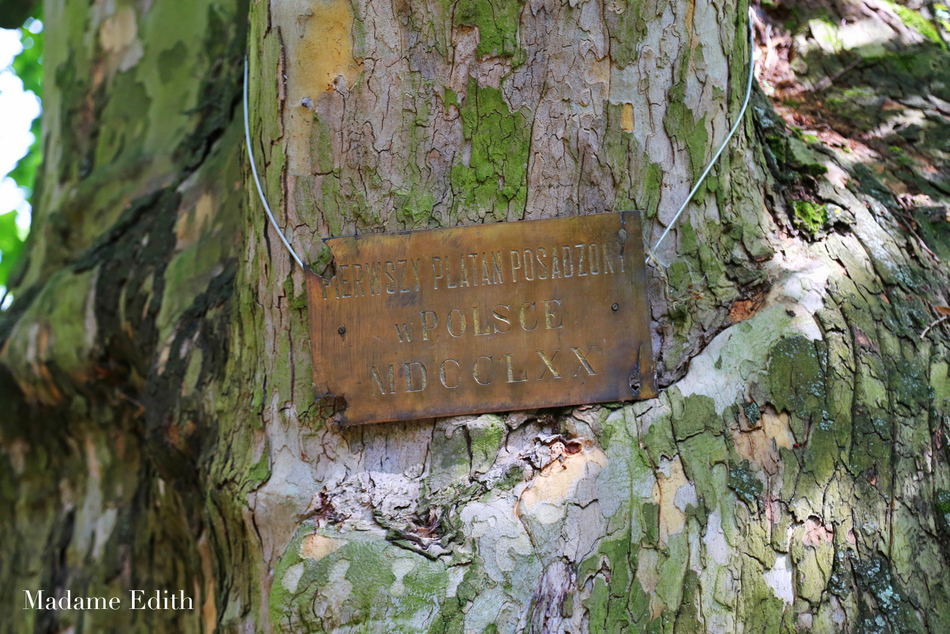 PIERWSZY PLATAN POSADZONY
W POLSCE
MDCCLXX
Madame Edith